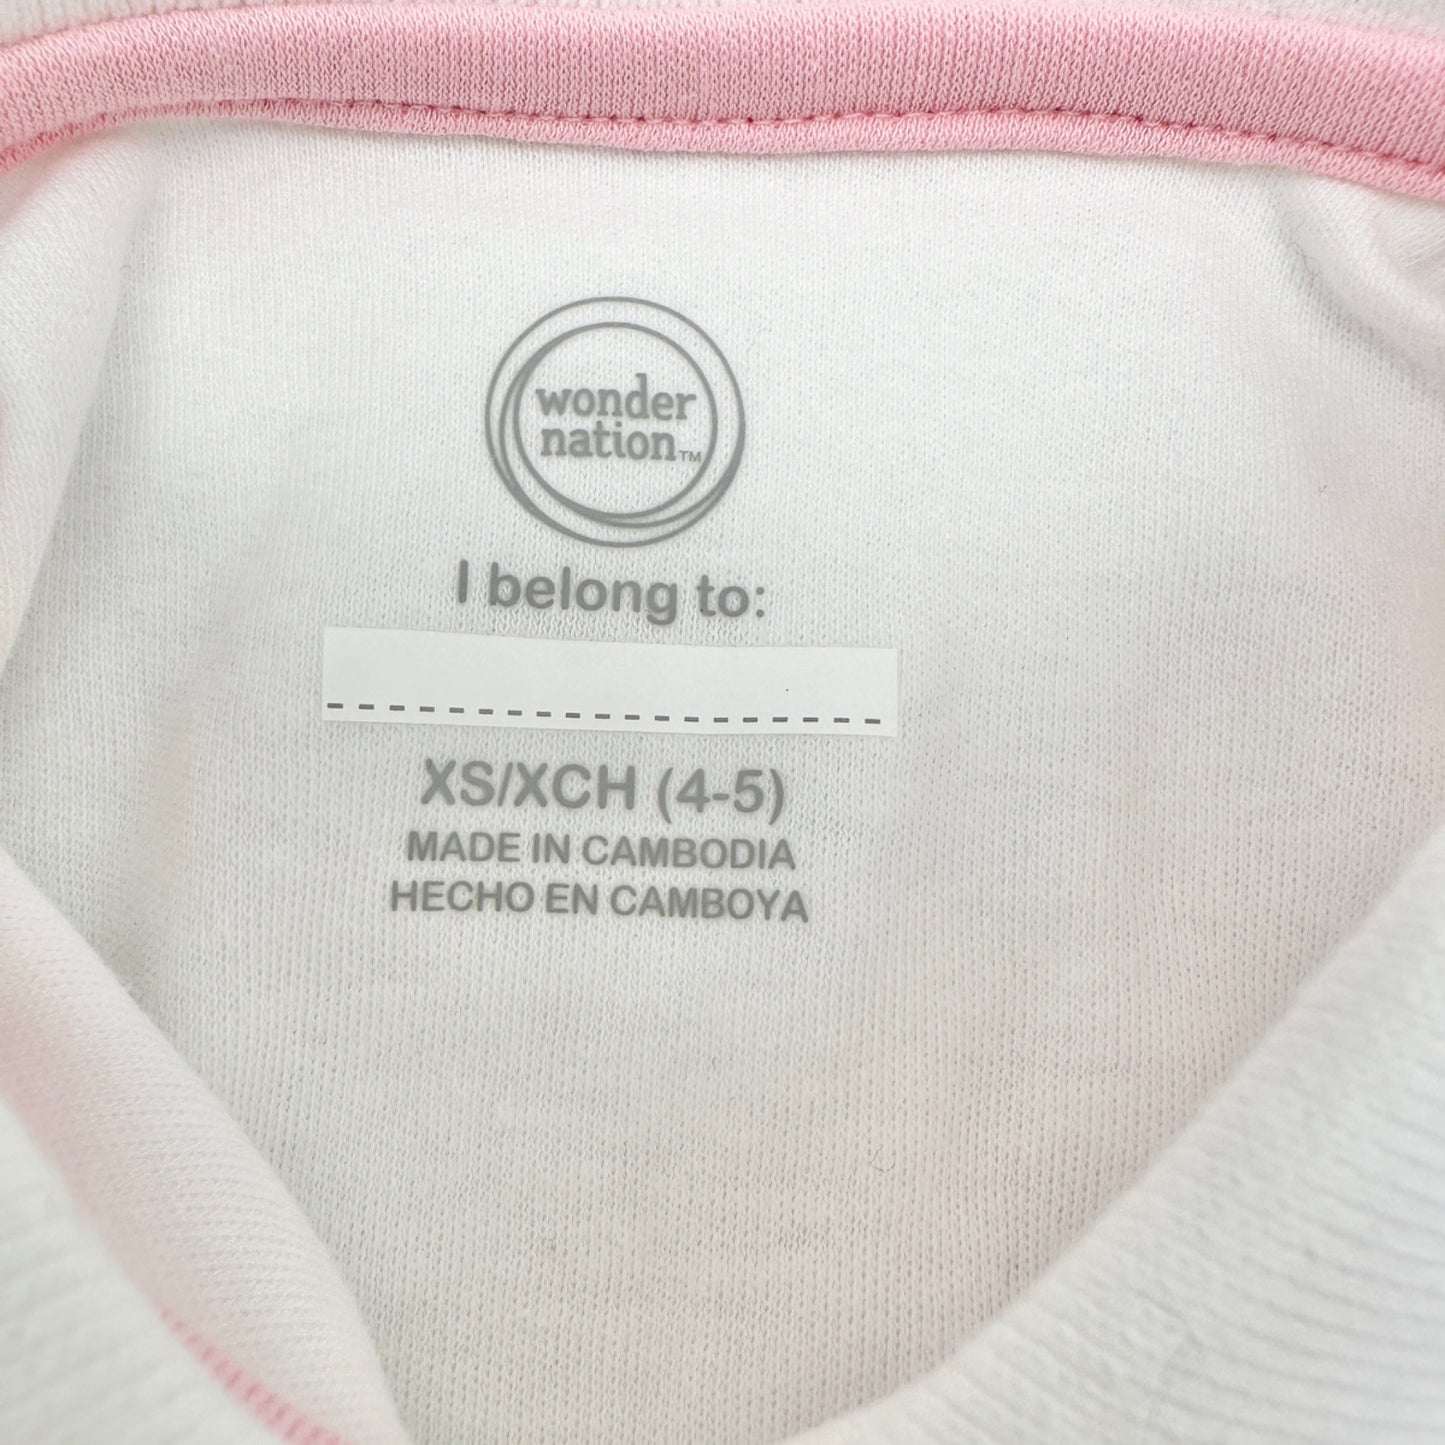 wonder
nation™
I belong to:
XS/XCH (4-5)
MADE IN CAMBODIA
HECHO EN CAMBOYA